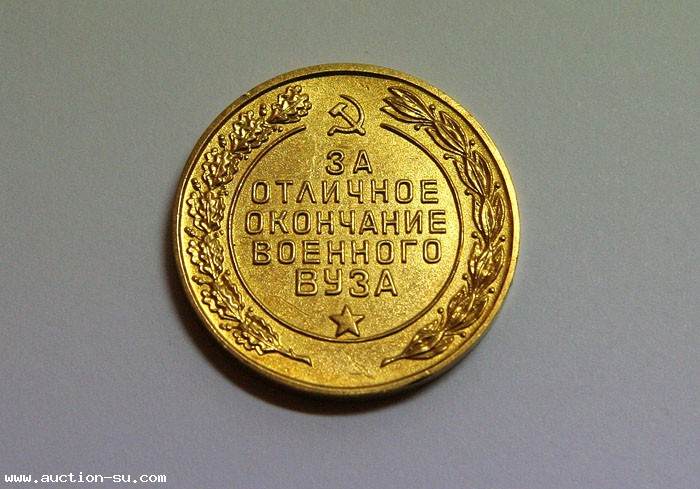 ЗА
ОТЛИЧНОЕ
ОКОНЧАНИЕ
ВОЕННОГО
ВУЗА
www.auction-su.com